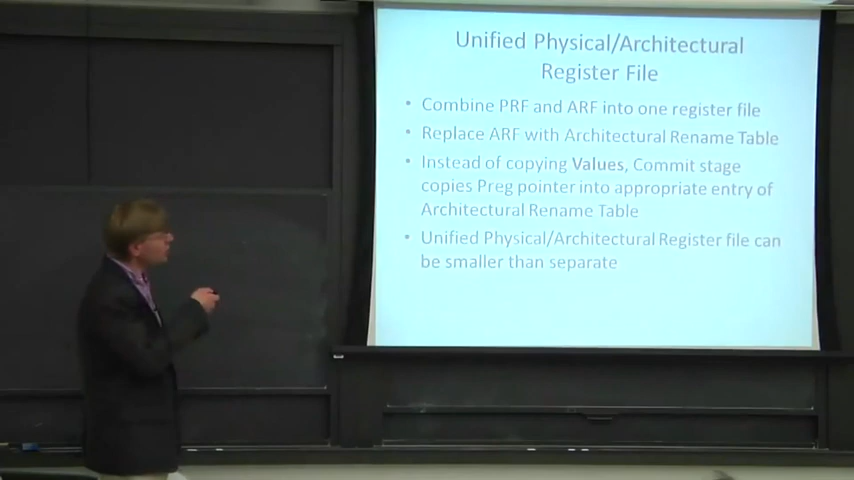 Unified Physical/Architectural
Register File
• Combine PRF and ARF into one register file
• Replace ARF with Architectural Rename Table
• Instead of copying Values, Commit stage
copies Preg pointer into appropriate entry of
Architectural Rename Table
• Unified Physical/Architectural Register file can
be smaller than separate